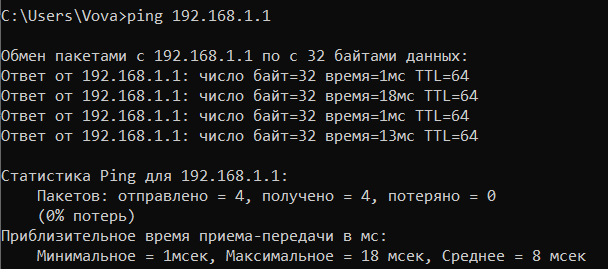 C:\Users\Vova>ping 192.168.1.1
Обмен пакетами с 192.168.1.1 по с 32 байтами данных:
Ответ от 192.168.1.1: число байт=32 время=1мс TTL=64
Ответ от 192.168.1.1: число байт=32 время=18мс TTL=64
Ответ от 192.168.1.1: число байт=32 время=1мс TTL=64
Ответ от 192.168.1.1: число байт=32 время=13мс TTL=64
Статистика Ping для 192.168.1.1:
Пакетов: отправлено = 4, получено = 4, потеряно = 0
(0% потерь)
Приблизительное время приема-передачи в мс:
Минимальное = 1мсек, Максимальное = 18 мсек, Среднее = 8 мсек